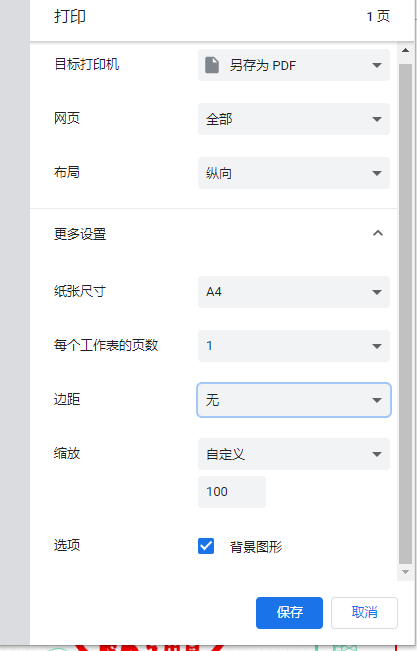 打印
1 页
目标打印机
另存为 PDF
网页
全部
布局
纵向
更多设置
纸张尺寸
A4
每个工作表的页数
1
边距
无
缩放
自定义
100
选项
背景图形
保存
取消